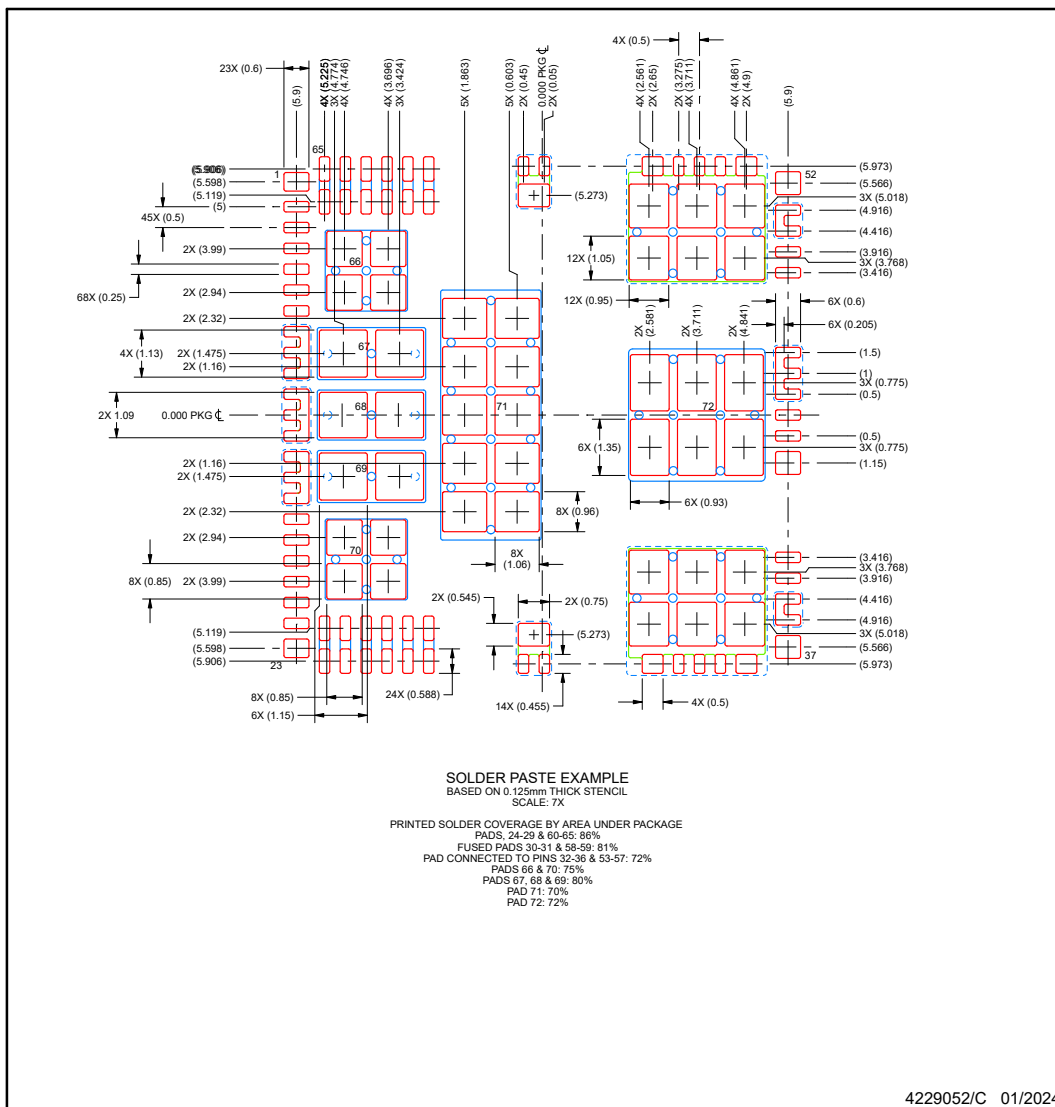 4X (0.5)
23X (0.6)
(5.9)
4X (5.225)
3X (4.774)
4X (4.746)
4X (3.696)
3X (3.424)
5X (1.863)
5X (0.603)
2X (0.45)
0.000 PKG ℄
2X (0.05)
4X (2.561)
2X (2.65)
2X (3.275)
4X (3.711)
4X (4.861)
2X (4.9)
(5.9)
65
1
52
(5.906)
(5.598)
(5.119)
(5)
45X (0.5)
2X (3.99)
68X (0.25)
2X (2.94)
2X (2.32)
4X (1.13)
2X (1.475)
2X (1.16)
2X 1.09
0.000 PKG ℄
2X (1.16)
2X (1.475)
2X (2.32)
2X (2.94)
8X (0.85)
2X (3.99)
(5.119)
(5.598)
(5.906)
23
66
67
68
69
70
71
72
(5.273)
12X (1.05)
12X (0.95)
2X (2.581)
2X (3.711)
2X (4.841)
6X (1.35)
6X (0.93)
8X (0.96)
8X
(1.06)
2X (0.545)
2X (0.75)
(5.273)
14X (0.455)
4X (0.5)
24X (0.588)
8X (0.85)
6X (1.15)
(5.973)
(5.566)
3X (5.018)
(4.916)
(4.416)
(3.916)
3X (3.768)
(3.416)
6X (0.6)
6X (0.205)
(1.5)
(1)
3X (0.775)
(0.5)
(0.5)
3X (0.775)
(1.15)
(3.416)
3X (3.768)
(3.916)
(4.416)
(4.916)
3X (5.018)
(5.566)
37
(5.973)
SOLDER PASTE EXAMPLE
BASED ON 0.125mm THICK STENCIL
SCALE: 7X
PRINTED SOLDER COVERAGE BY AREA UNDER PACKAGE
PADS, 24-29 & 60-65: 86%
FUSED PADS 30-31 & 58-59: 81%
PAD CONNECTED TO PINS 32-36 & 53-57: 72%
PADS 66 & 70: 75%
PADS 67, 68 & 69: 80%
PAD 71: 70%
PAD 72: 72%
4229052/C 01/2024